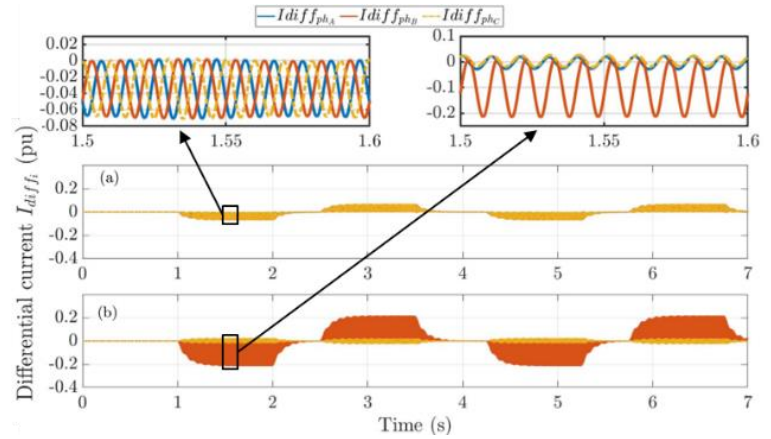 Idiff_ph_A Idiff_ph_B Idiff_ph_C
0.02
0
-0.02
-0.04
-0.06
-0.08
1.5 1.55 1.6
0.1
0
-0.1
-0.2
1.5 1.55 1.6
Differential current I_diff_i (pu)
(a)
0.2
0
-0.2
-0.4
0 1 2 3 4 5 6 7
(b)
0.2
0
-0.2
-0.4
0 1 2 3 4 5 6 7
Time (s)